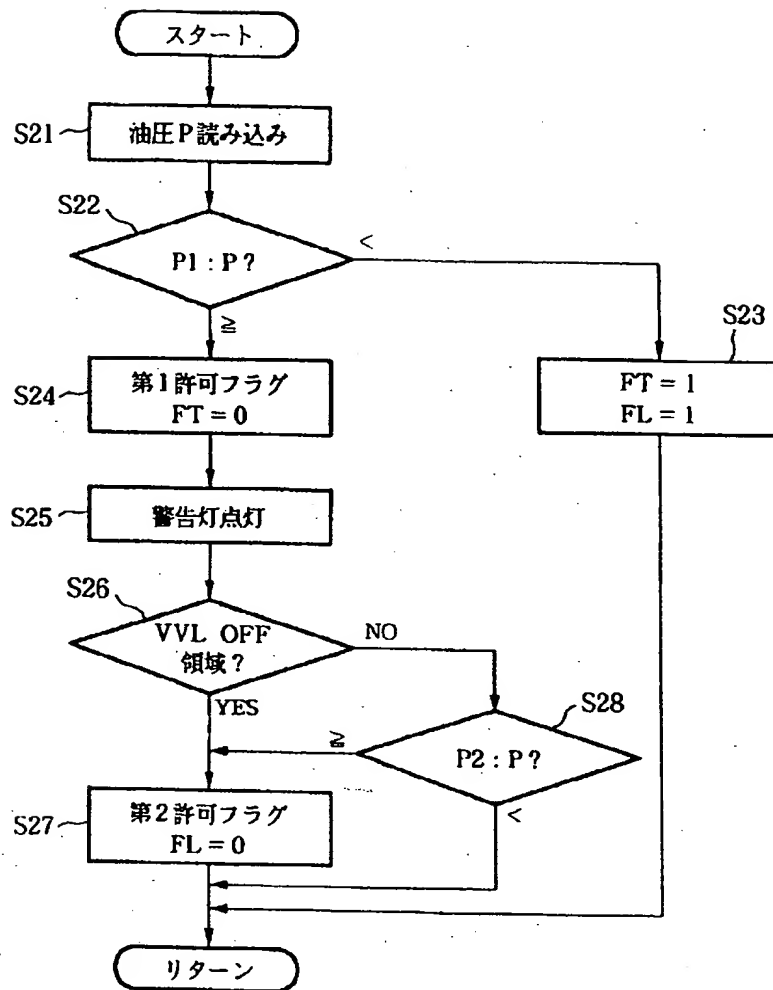 スタート
S21
油圧P読み込み
S22
P1 : P ?
<
≧
S23
FT = 1
FL = 1
S24
第1許可フラグ
FT = 0
S25
警告灯点灯
S26
VVL OFF
領域?
NO
YES
S28
P2 : P ?
≧
<
S27
第2許可フラグ
FL = 0
リターン